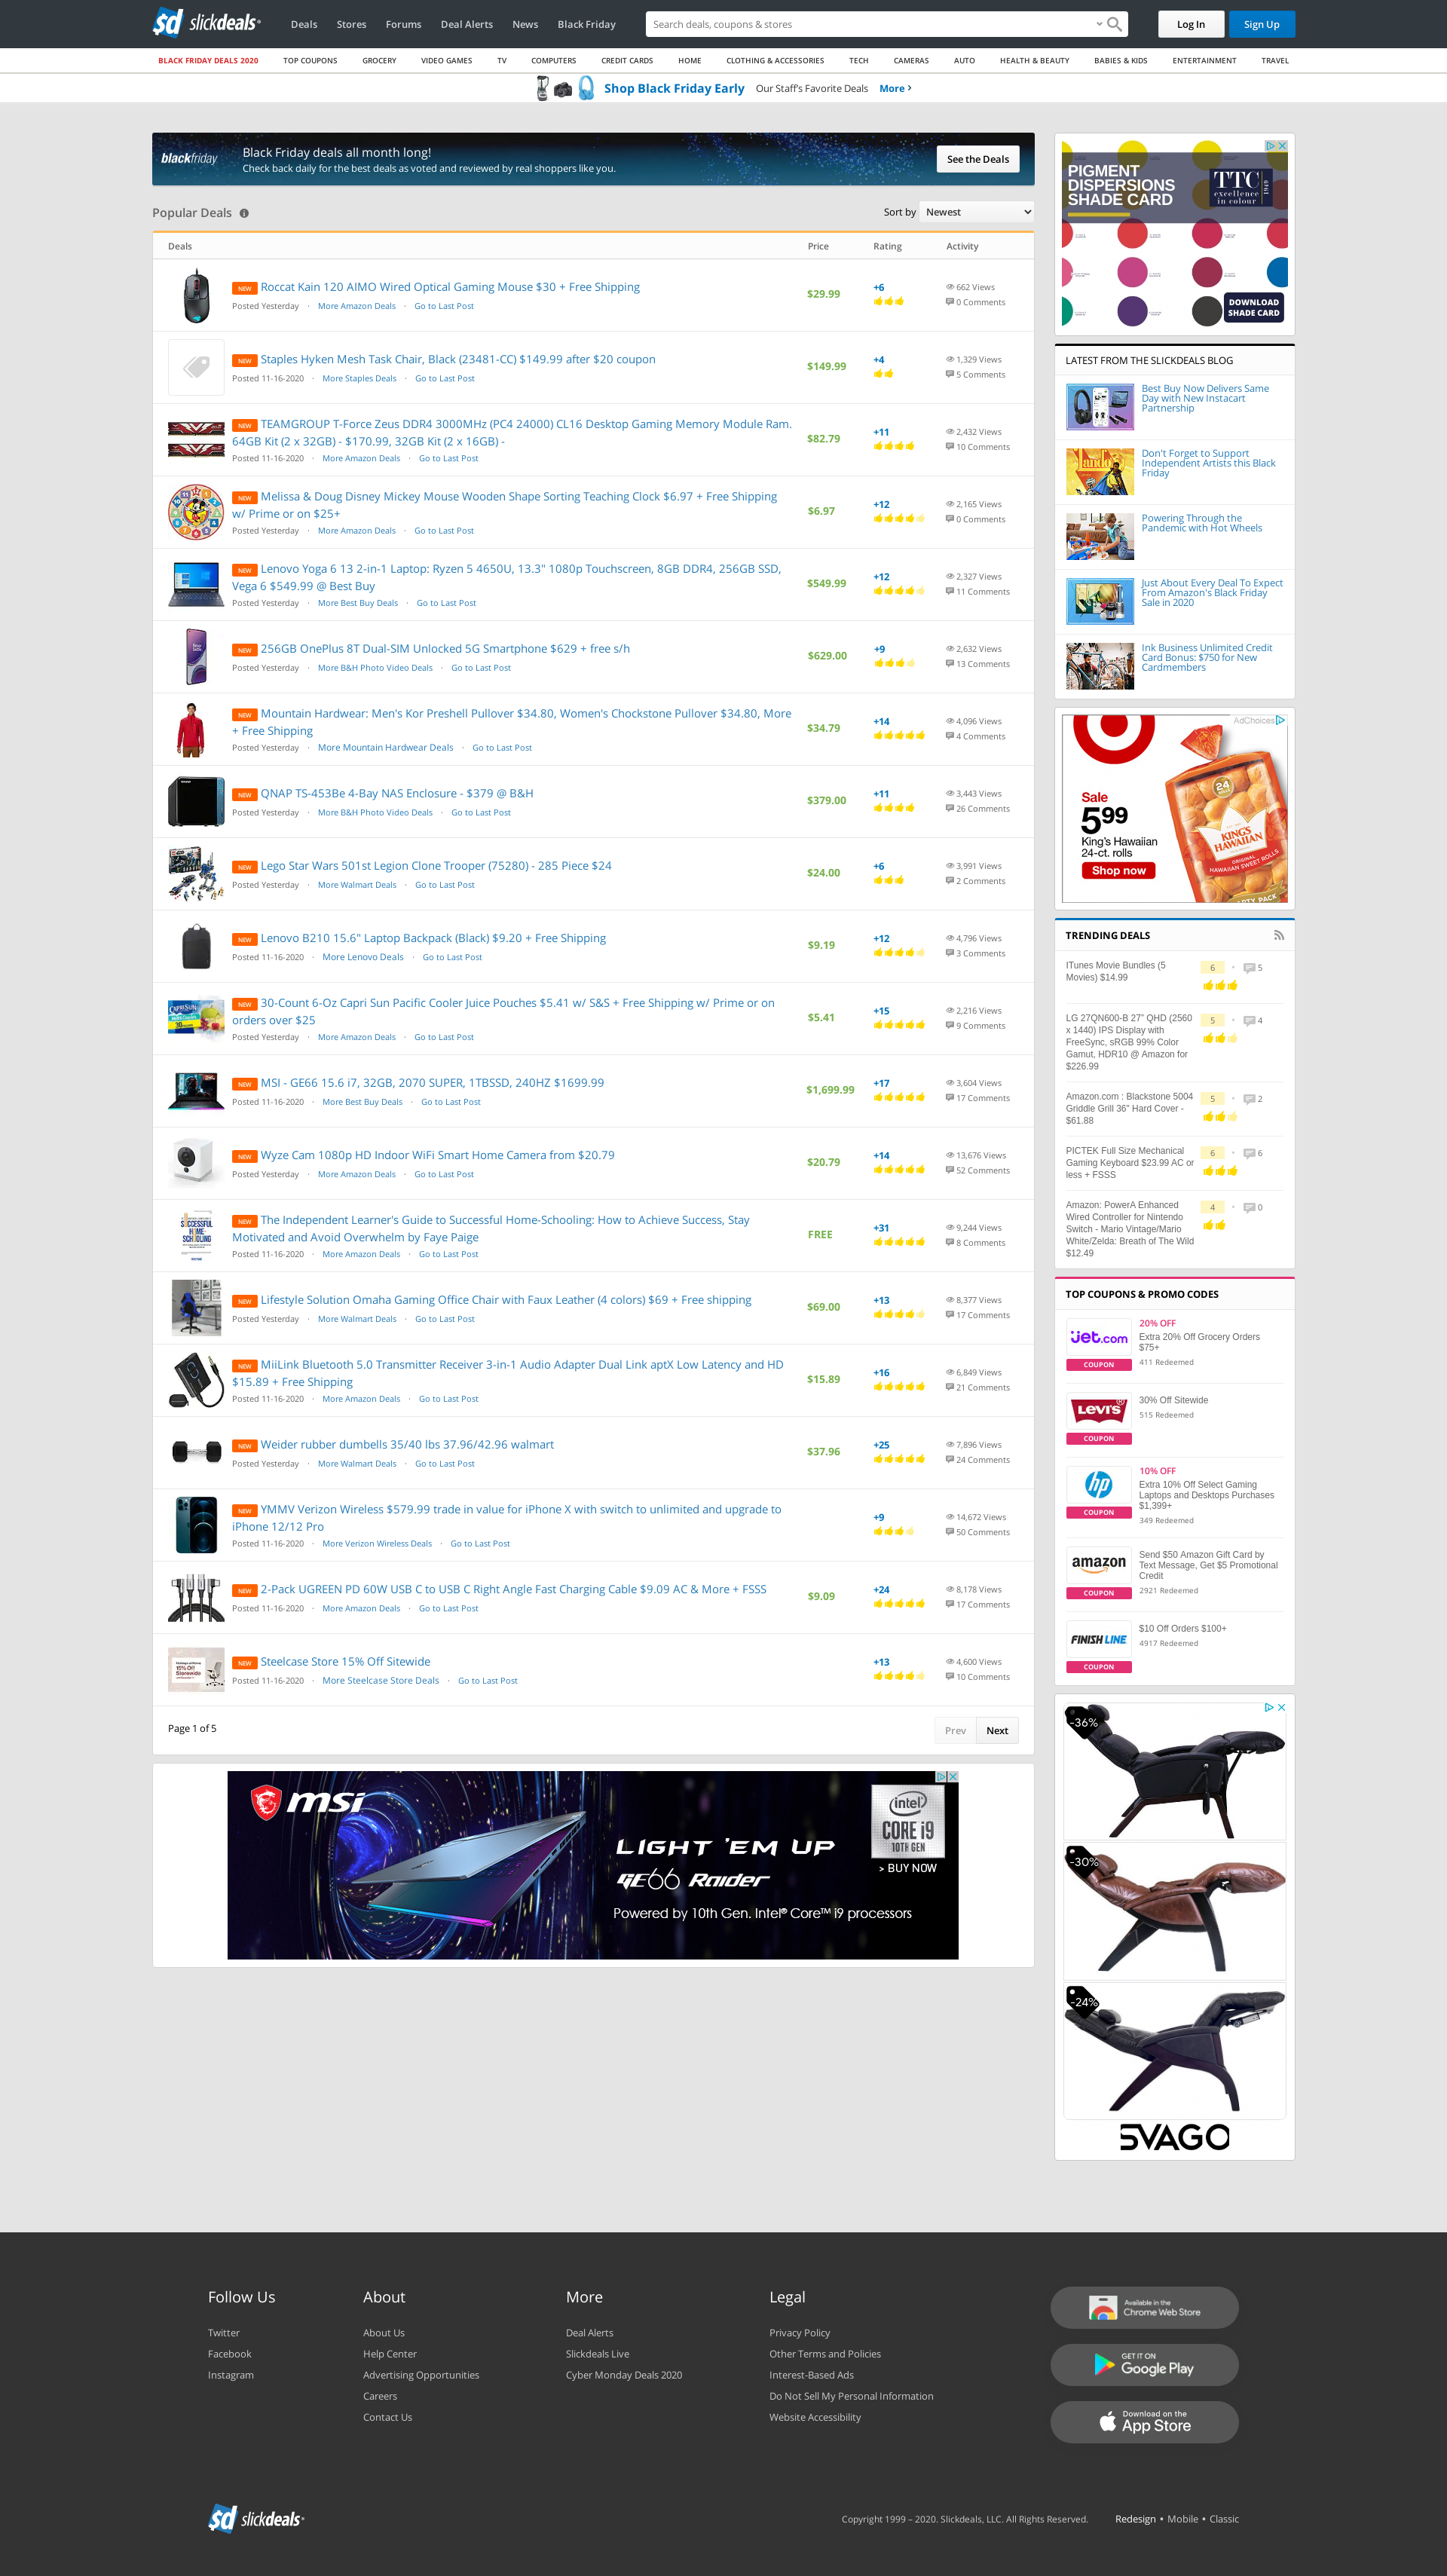 sd slickdeals
Deals Stores Forums Deal Alerts News Black Friday
Search deals, coupons & stores
Log In Sign Up
BLACK FRIDAY DEALS 2020 TOP COUPONS GROCERY VIDEO GAMES TV COMPUTERS CREDIT CARDS HOME CLOTHING & ACCESSORIES TECH CAMERAS AUTO HEALTH & BEAUTY BABIES & KIDS ENTERTAINMENT TRAVEL
Shop Black Friday Early Our Staff's Favorite Deals More ›
blackfriday
Black Friday deals all month long!
Check back daily for the best deals as voted and reviewed by real shoppers like you.
See the Deals
Popular Deals
Sort by Newest
Deals Price Rating Activity
NEW Roccat Kain 120 AIMO Wired Optical Gaming Mouse $30 + Free Shipping
Posted Yesterday · More Amazon Deals · Go to Last Post
$29.99
+6
662 Views
0 Comments
NEW Staples Hyken Mesh Task Chair, Black (23481-CC) $149.99 after $20 coupon
Posted 11-16-2020 · More Staples Deals · Go to Last Post
$149.99
+4
1,329 Views
5 Comments
NEW TEAMGROUP T-Force Zeus DDR4 3000MHz (PC4 24000) CL16 Desktop Gaming Memory Module Ram.
64GB Kit (2 x 32GB) - $170.99, 32GB Kit (2 x 16GB) -
Posted 11-16-2020 · More Amazon Deals · Go to Last Post
$82.79
+11
2,432 Views
10 Comments
NEW Melissa & Doug Disney Mickey Mouse Wooden Shape Sorting Teaching Clock $6.97 + Free Shipping
w/ Prime or on $25+
Posted Yesterday · More Amazon Deals · Go to Last Post
$6.97
+12
2,165 Views
0 Comments
NEW Lenovo Yoga 6 13 2-in-1 Laptop: Ryzen 5 4650U, 13.3" 1080p Touchscreen, 8GB DDR4, 256GB SSD,
Vega 6 $549.99 @ Best Buy
Posted Yesterday · More Best Buy Deals · Go to Last Post
$549.99
+12
2,327 Views
11 Comments
NEW 256GB OnePlus 8T Dual-SIM Unlocked 5G Smartphone $629 + free s/h
Posted Yesterday · More B&H Photo Video Deals · Go to Last Post
$629.00
+9
2,632 Views
13 Comments
NEW Mountain Hardwear: Men's Kor Preshell Pullover $34.80, Women's Chockstone Pullover $34.80, More
+ Free Shipping
Posted Yesterday · More Mountain Hardwear Deals · Go to Last Post
$34.79
+14
4,096 Views
4 Comments
NEW QNAP TS-453Be 4-Bay NAS Enclosure - $379 @ B&H
Posted Yesterday · More B&H Photo Video Deals · Go to Last Post
$379.00
+11
3,443 Views
26 Comments
NEW Lego Star Wars 501st Legion Clone Trooper (75280) - 285 Piece $24
Posted Yesterday · More Walmart Deals · Go to Last Post
$24.00
+6
3,991 Views
2 Comments
NEW Lenovo B210 15.6" Laptop Backpack (Black) $9.20 + Free Shipping
Posted 11-16-2020 · More Lenovo Deals · Go to Last Post
$9.19
+12
4,796 Views
3 Comments
NEW 30-Count 6-Oz Capri Sun Pacific Cooler Juice Pouches $5.41 w/ S&S + Free Shipping w/ Prime or on
orders over $25
Posted Yesterday · More Amazon Deals · Go to Last Post
$5.41
+15
2,216 Views
9 Comments
NEW MSI - GE66 15.6 i7, 32GB, 2070 SUPER, 1TBSSD, 240HZ $1699.99
Posted 11-16-2020 · More Best Buy Deals · Go to Last Post
$1,699.99
+17
3,604 Views
17 Comments
NEW Wyze Cam 1080p HD Indoor WiFi Smart Home Camera from $20.79
Posted Yesterday · More Amazon Deals · Go to Last Post
$20.79
+14
13,676 Views
52 Comments
NEW The Independent Learner's Guide to Successful Home-Schooling: How to Achieve Success, Stay
Motivated and Avoid Overwhelm by Faye Paige
Posted 11-16-2020 · More Amazon Deals · Go to Last Post
FREE
+31
9,244 Views
8 Comments
NEW Lifestyle Solution Omaha Gaming Office Chair with Faux Leather (4 colors) $69 + Free shipping
Posted Yesterday · More Walmart Deals · Go to Last Post
$69.00
+13
8,377 Views
17 Comments
NEW MiiLink Bluetooth 5.0 Transmitter Receiver 3-in-1 Audio Adapter Dual Link aptX Low Latency and HD
$15.89 + Free Shipping
Posted 11-16-2020 · More Amazon Deals · Go to Last Post
$15.89
+16
6,849 Views
21 Comments
NEW Weider rubber dumbells 35/40 lbs 37.96/42.96 walmart
Posted Yesterday · More Walmart Deals · Go to Last Post
$37.96
+25
7,896 Views
24 Comments
NEW YMMV Verizon Wireless $579.99 trade in value for iPhone X with switch to unlimited and upgrade to
iPhone 12/12 Pro
Posted 11-16-2020 · More Verizon Wireless Deals · Go to Last Post
+9
14,672 Views
50 Comments
NEW 2-Pack UGREEN PD 60W USB C to USB C Right Angle Fast Charging Cable $9.09 AC & More + FSSS
Posted 11-16-2020 · More Amazon Deals · Go to Last Post
$9.09
+24
8,178 Views
17 Comments
NEW Steelcase Store 15% Off Sitewide
Posted 11-16-2020 · More Steelcase Store Deals · Go to Last Post
+13
4,600 Views
10 Comments
Page 1 of 5
Prev Next
msi
LIGHT 'EM UP
GE66 Raider
Powered by 10th Gen. Intel® Core™ i9 processors
intel
CORE i9
10TH GEN
> BUY NOW
PIGMENT
DISPERSIONS
SHADE CARD
TTC
excellence
in colour
1949
DOWNLOAD
SHADE CARD
LATEST FROM THE SLICKDEALS BLOG
Best Buy Now Delivers Same
Day with New Instacart
Partnership
Don't Forget to Support
Independent Artists this Black
Friday
Powering Through the
Pandemic with Hot Wheels
Just About Every Deal To Expect
From Amazon's Black Friday
Sale in 2020
Ink Business Unlimited Credit
Card Bonus: $750 for New
Cardmembers
AdChoices
Sale
5 99
King's Hawaiian
24-ct. rolls
Shop now
24
KING'S
HAWAIIAN
ORIGINAL
HAWAIIAN SWEET ROLLS
PARTY PACK
TRENDING DEALS
ITunes Movie Bundles (5
Movies) $14.99
6 • 5
LG 27QN600-B 27" QHD (2560
x 1440) IPS Display with
FreeSync, sRGB 99% Color
Gamut, HDR10 @ Amazon for
$226.99
5 • 4
Amazon.com : Blackstone 5004
Griddle Grill 36" Hard Cover -
$61.88
5 • 2
PICTEK Full Size Mechanical
Gaming Keyboard $23.99 AC or
less + FSSS
6 • 6
Amazon: PowerA Enhanced
Wired Controller for Nintendo
Switch - Mario Vintage/Mario
White/Zelda: Breath of The Wild
$12.49
4 • 0
TOP COUPONS & PROMO CODES
jet.com
COUPON
20% OFF
Extra 20% Off Grocery Orders
$75+
411 Redeemed
LEVI'S
COUPON
30% Off Sitewide
515 Redeemed
hp
COUPON
10% OFF
Extra 10% Off Select Gaming
Laptops and Desktops Purchases
$1,399+
349 Redeemed
amazon
COUPON
Send $50 Amazon Gift Card by
Text Message, Get $5 Promotional
Credit
2921 Redeemed
FINISH LINE
COUPON
$10 Off Orders $100+
4917 Redeemed
-36%
-30%
-24%
SVAGO
Follow Us
Twitter
Facebook
Instagram
About
About Us
Help Center
Advertising Opportunities
Careers
Contact Us
More
Deal Alerts
Slickdeals Live
Cyber Monday Deals 2020
Legal
Privacy Policy
Other Terms and Policies
Interest-Based Ads
Do Not Sell My Personal Information
Website Accessibility
Available in the
Chrome Web Store
GET IT ON
Google Play
Download on the
App Store
sd slickdeals
Copyright 1999 – 2020. Slickdeals, LLC. All Rights Reserved. Redesign • Mobile • Classic